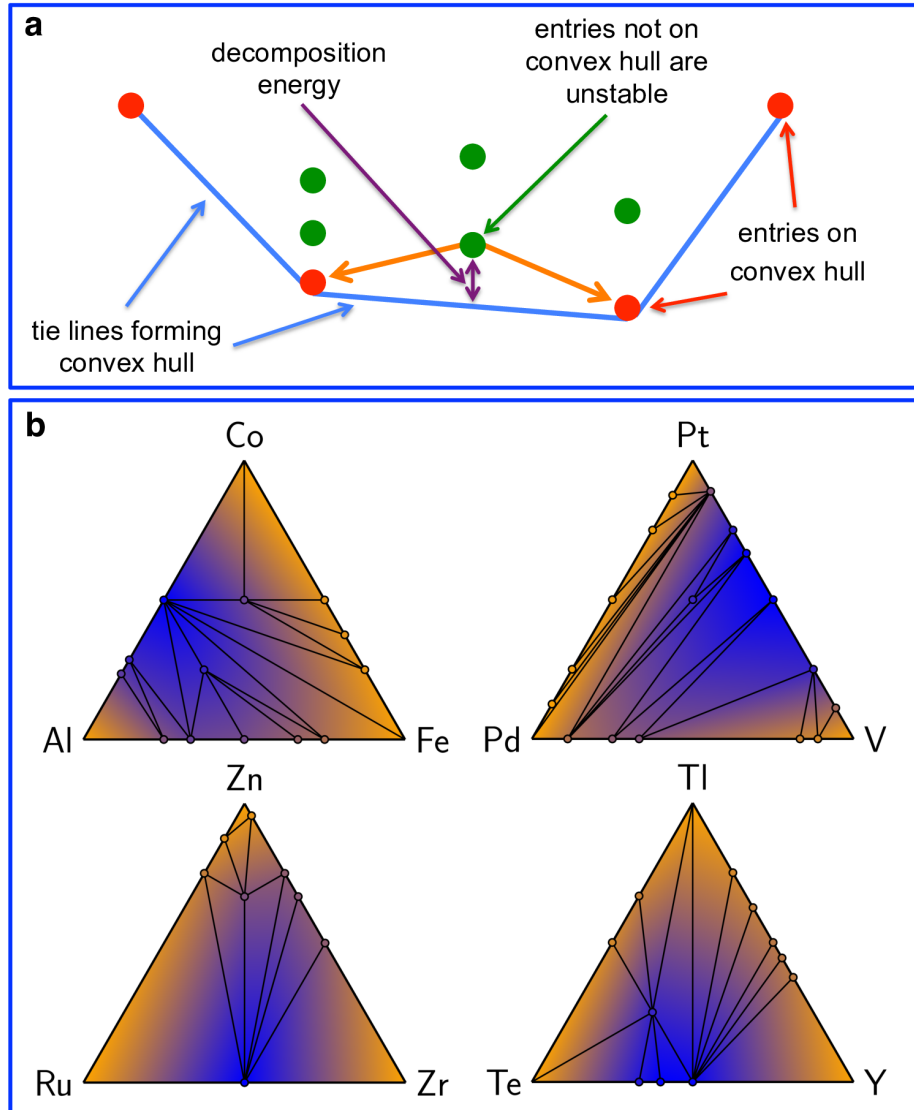 a
decomposition
energy
entries not on
convex hull are
unstable
entries on
convex hull
tie lines forming
convex hull
b
Co
Pt
Al
Fe
Pd
V
Zn
Tl
Ru
Zr
Te
Y